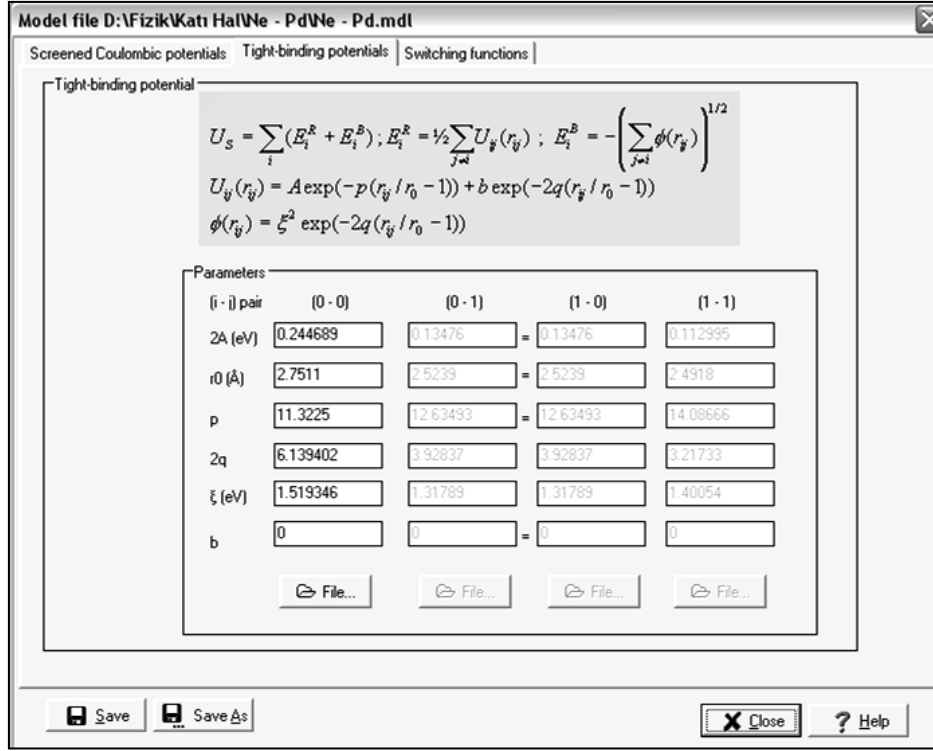 Model file D:\Fizik\Katı Hal\Ne - Pd\Ne - Pd.mdl
Screened Coulombic potentials Tight-binding potentials Switching functions
Tight-binding potential
U_S = ∑_i (E_i^R + E_i^B) ; E_i^R = ½ ∑_{j≠i} U_ij(r_ij) ; E_i^B = -(∑_{j≠i} ϕ(r_ij))^{1/2}
U_ij(r_ij) = A exp(-p(r_ij / r_0 - 1)) + b exp(-2q(r_ij / r_0 - 1))
ϕ(r_ij) = ξ^2 exp(-2q(r_ij / r_0 - 1))
Parameters
(i - j) pair (0 - 0) (0 - 1) (1 - 0) (1 - 1)
2A (eV) 0.244689 0.13476 = 0.13476 0.112995
r0 (Å) 2.7511 2.5239 = 2.5239 2.4918
p 11.3225 12.63493 = 12.63493 14.08666
2q 6.139402 3.92837 3.92837 3.21733
ξ (eV) 1.519346 1.31789 1.31789 1.40054
b 0 0 = 0 0
File... File... File... File...
Save Save As Close ? Help